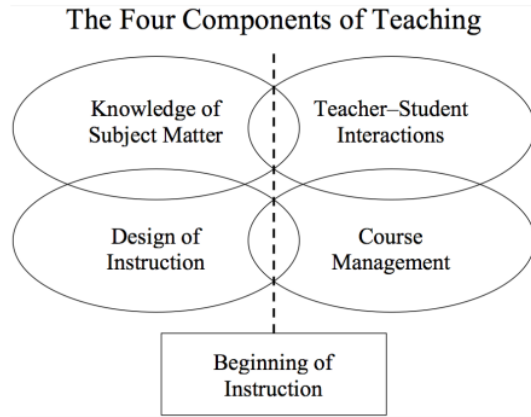 The Four Components of Teaching
Knowledge of
Subject Matter
Teacher–Student
Interactions
Design of
Instruction
Course
Management
Beginning of
Instruction